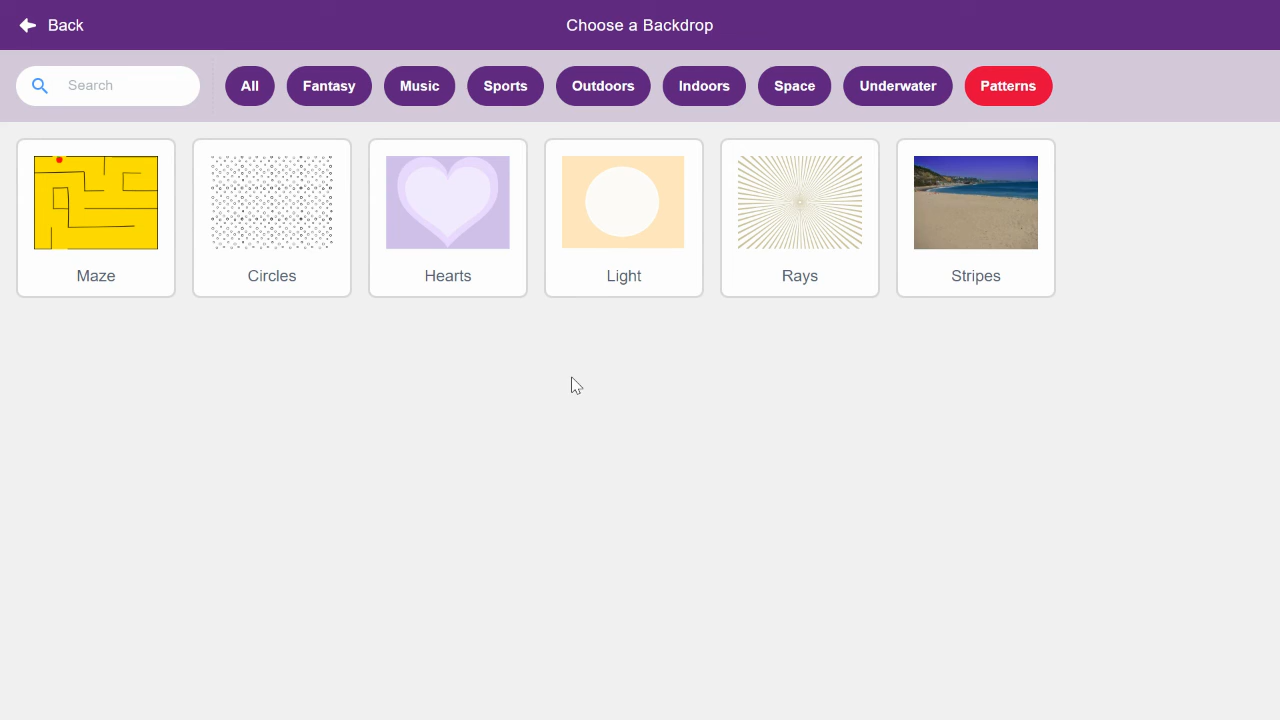 Back
Choose a Backdrop
Search
All
Fantasy
Music
Sports
Outdoors
Indoors
Space
Underwater
Patterns
Maze
Circles
Hearts
Light
Rays
Stripes